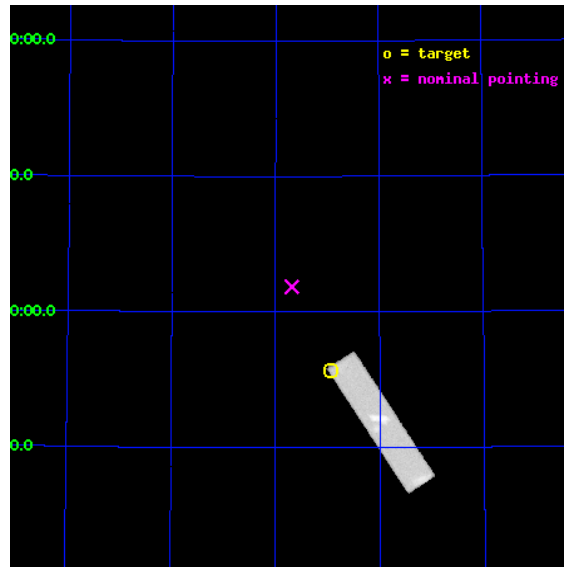 0:00.0
o = target
x = nominal pointing
0.0
0:00.0
0.0